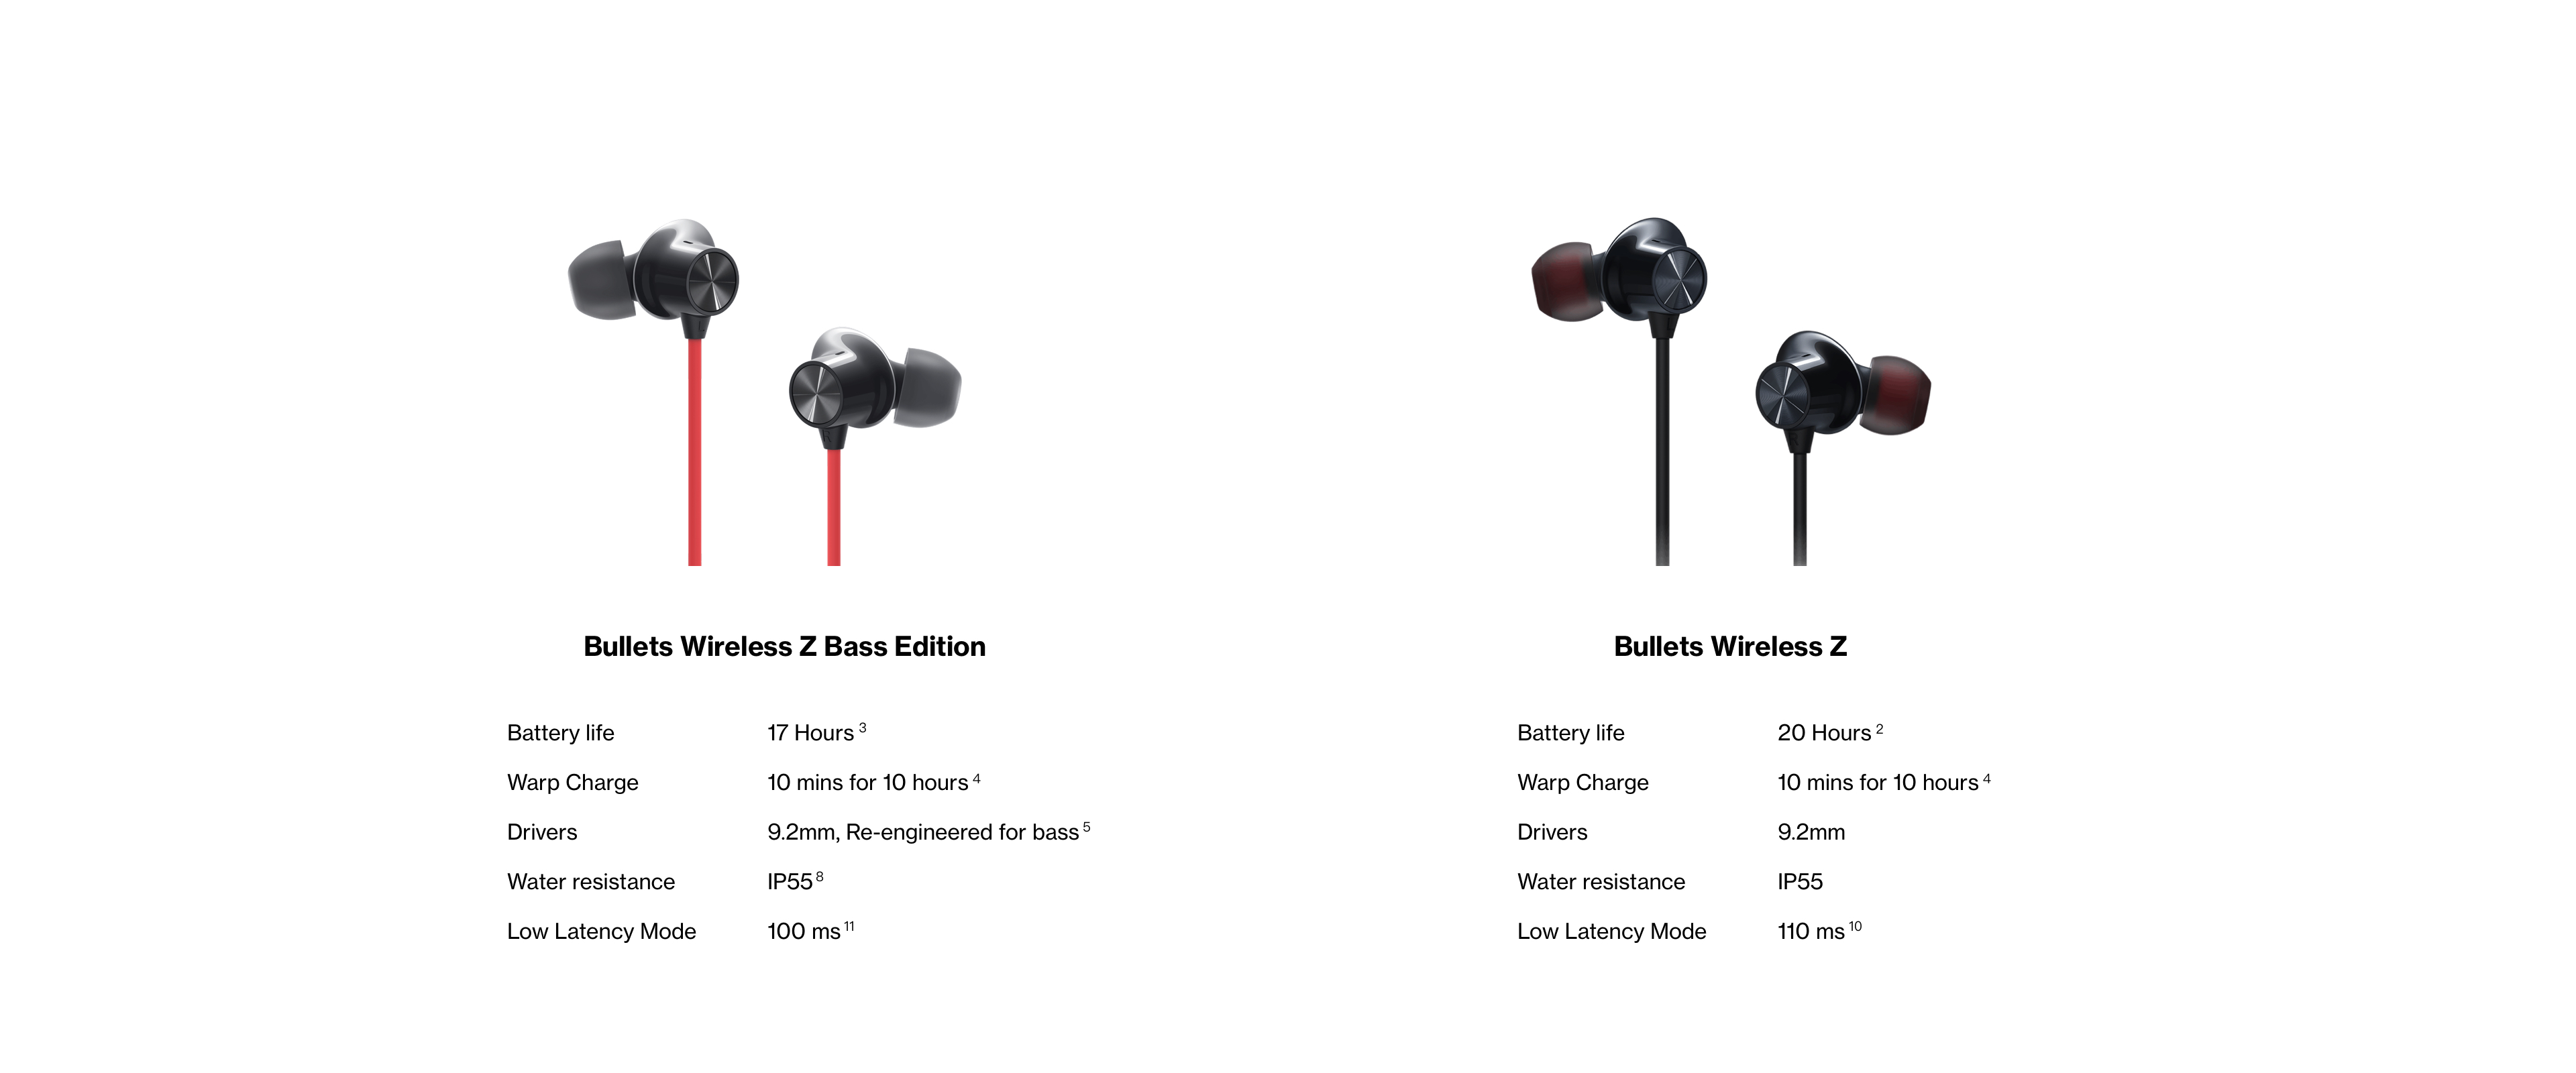 Bullets Wireless Z Bass Edition
Battery life 17 Hours 3
Warp Charge 10 mins for 10 hours 4
Drivers 9.2mm, Re-engineered for bass 5
Water resistance IP55 8
Low Latency Mode 100 ms 11
Bullets Wireless Z
Battery life 20 Hours 2
Warp Charge 10 mins for 10 hours 4
Drivers 9.2mm
Water resistance IP55
Low Latency Mode 110 ms 10